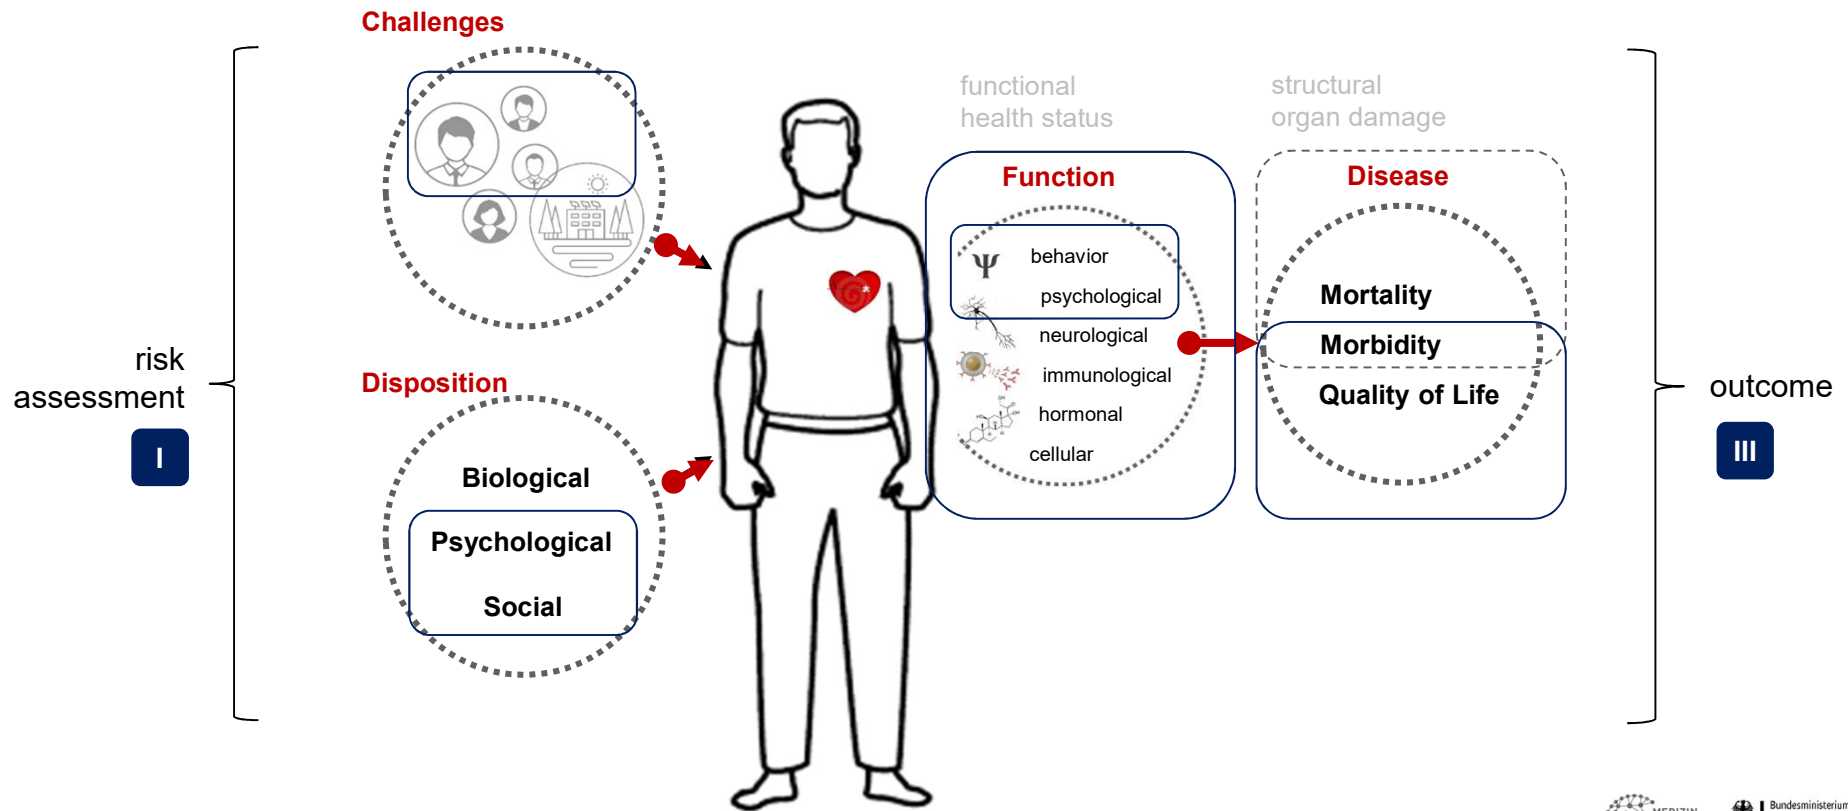 Challenges
risk
assessment
I
Disposition
Biological
Psychological
Social
functional
health status
Function
Ψ
behavior
psychological
neurological
immunological
hormonal
cellular
structural
organ damage
Disease
Mortality
Morbidity
Quality of Life
outcome
III
MEDIZIN
Bundesministerium